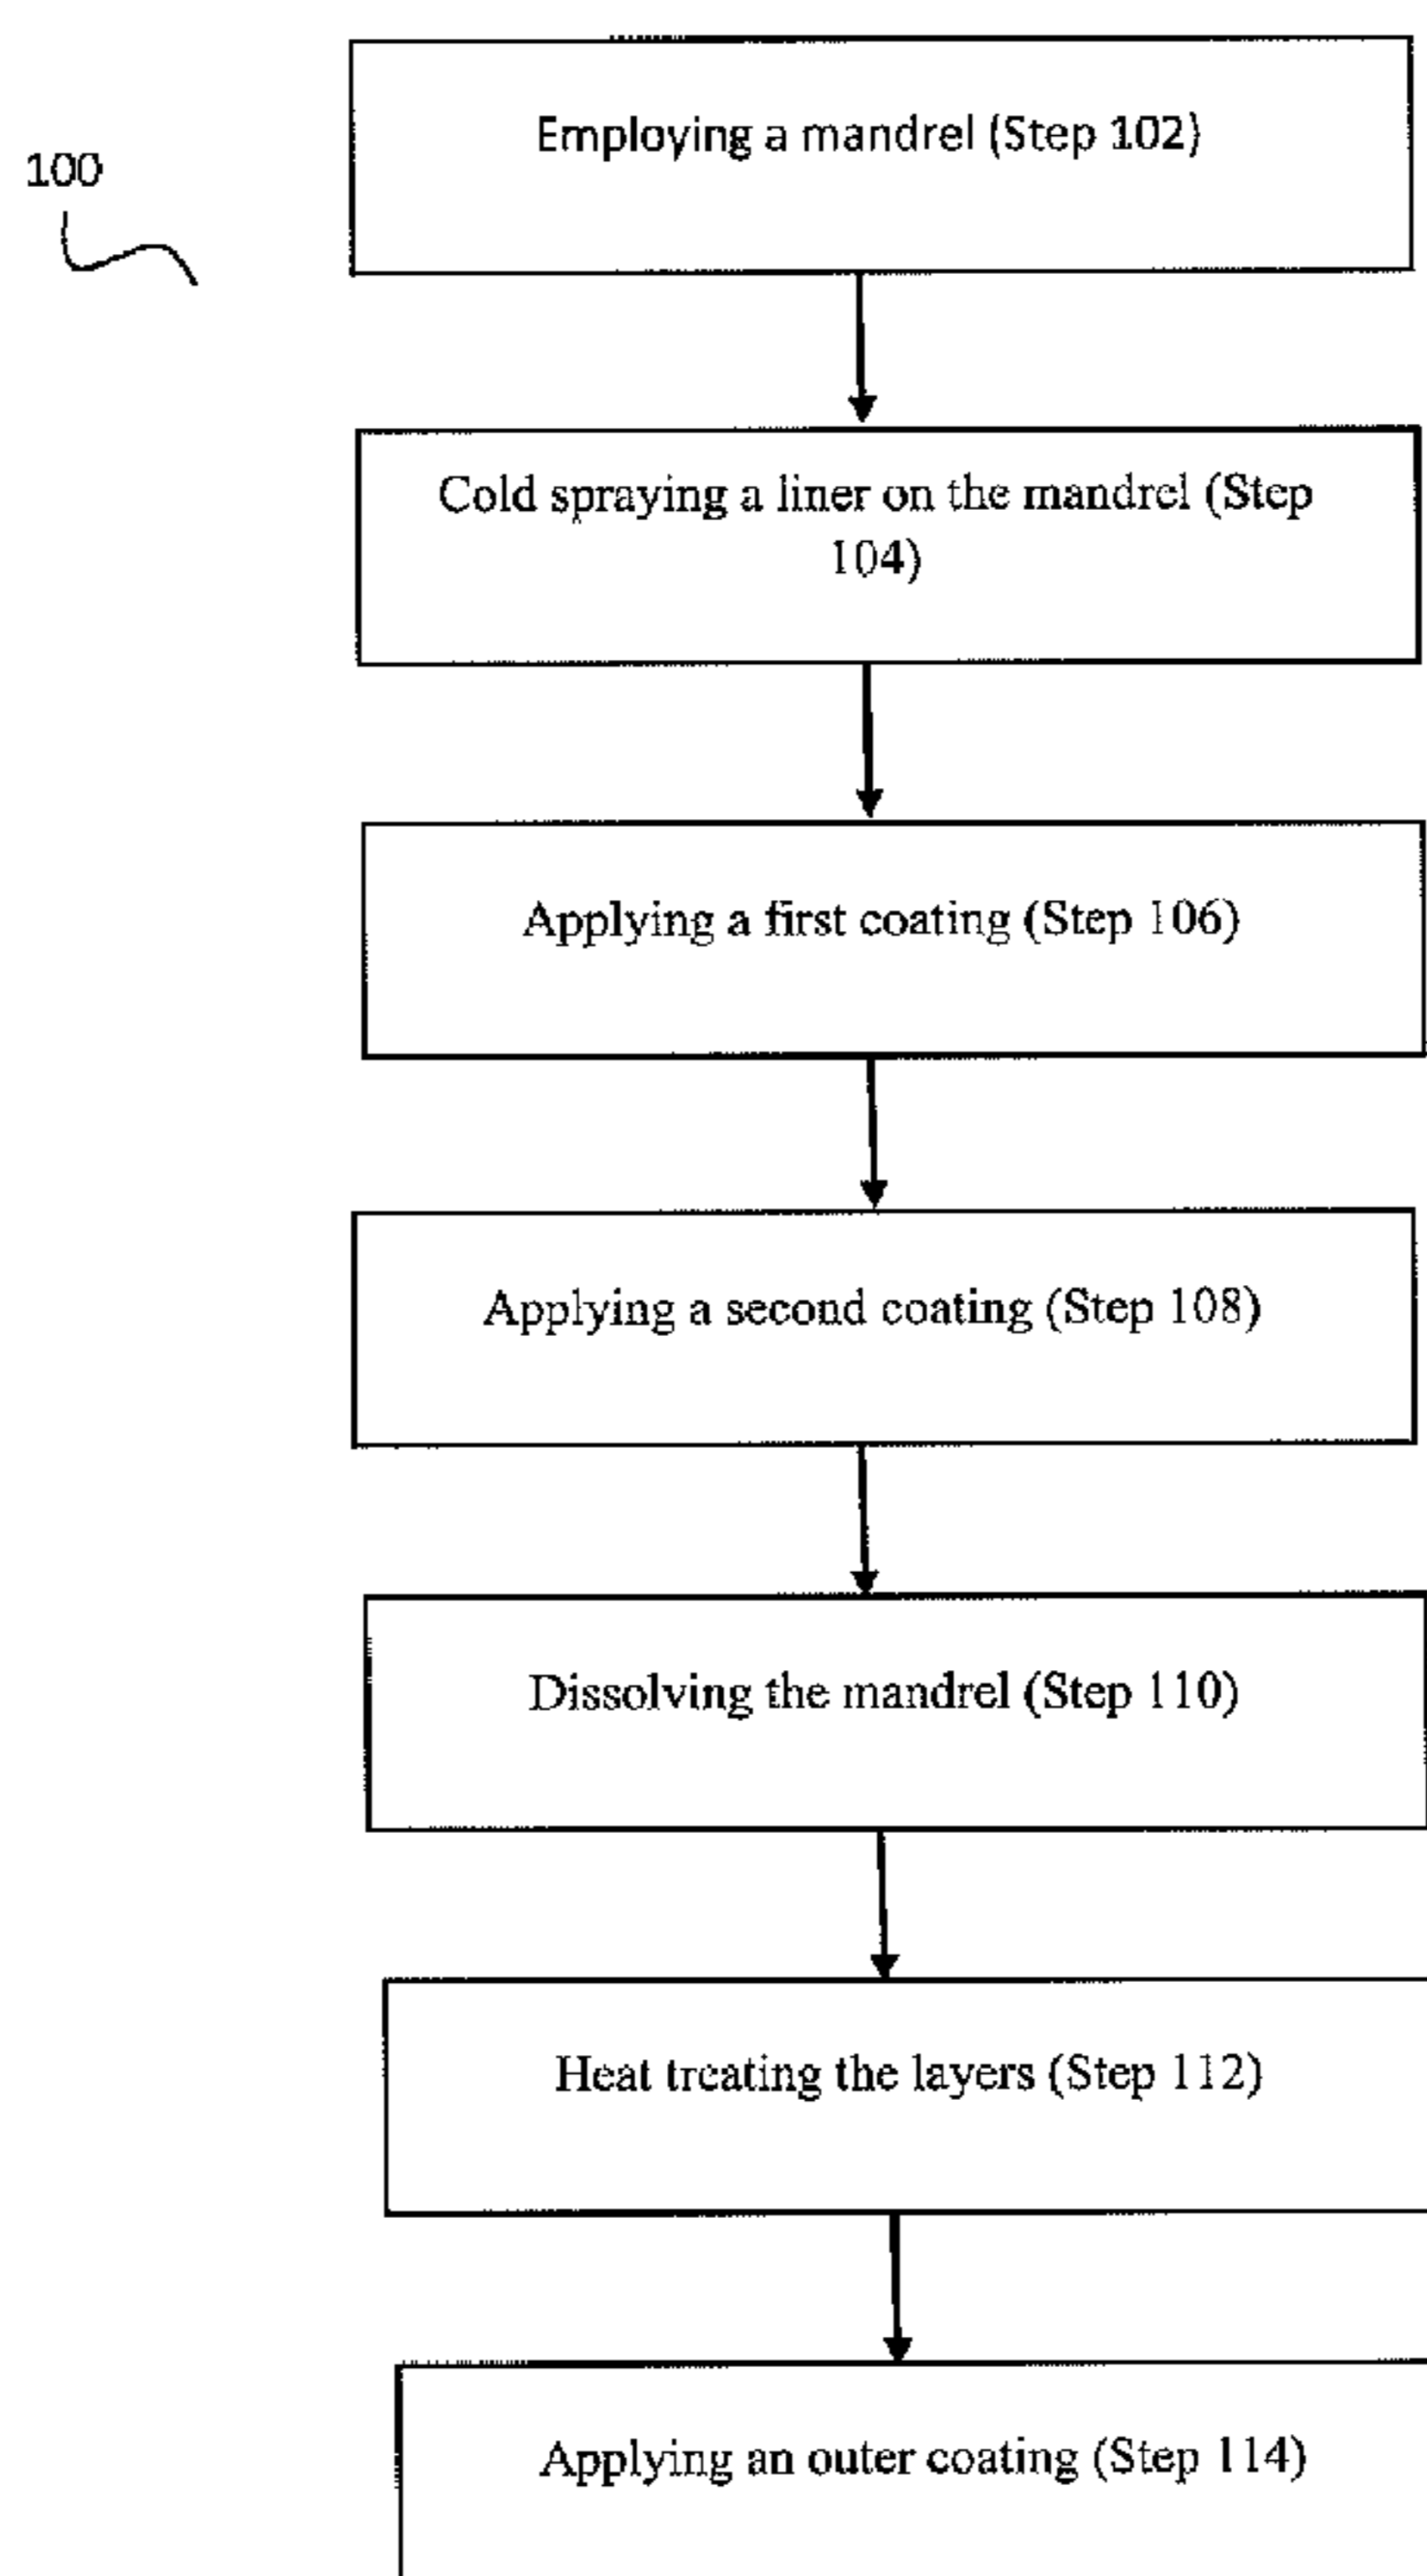 Employing a mandrel (Step 102)
100
Cold spraying a liner on the mandrel (Step
104)
Applying a first coating (Step 106)
Applying a second coating (Step 108)
Dissolving the mandrel (Step 110)
Heat treating the layers (Step 112)
Applying an outer coating (Step 114)